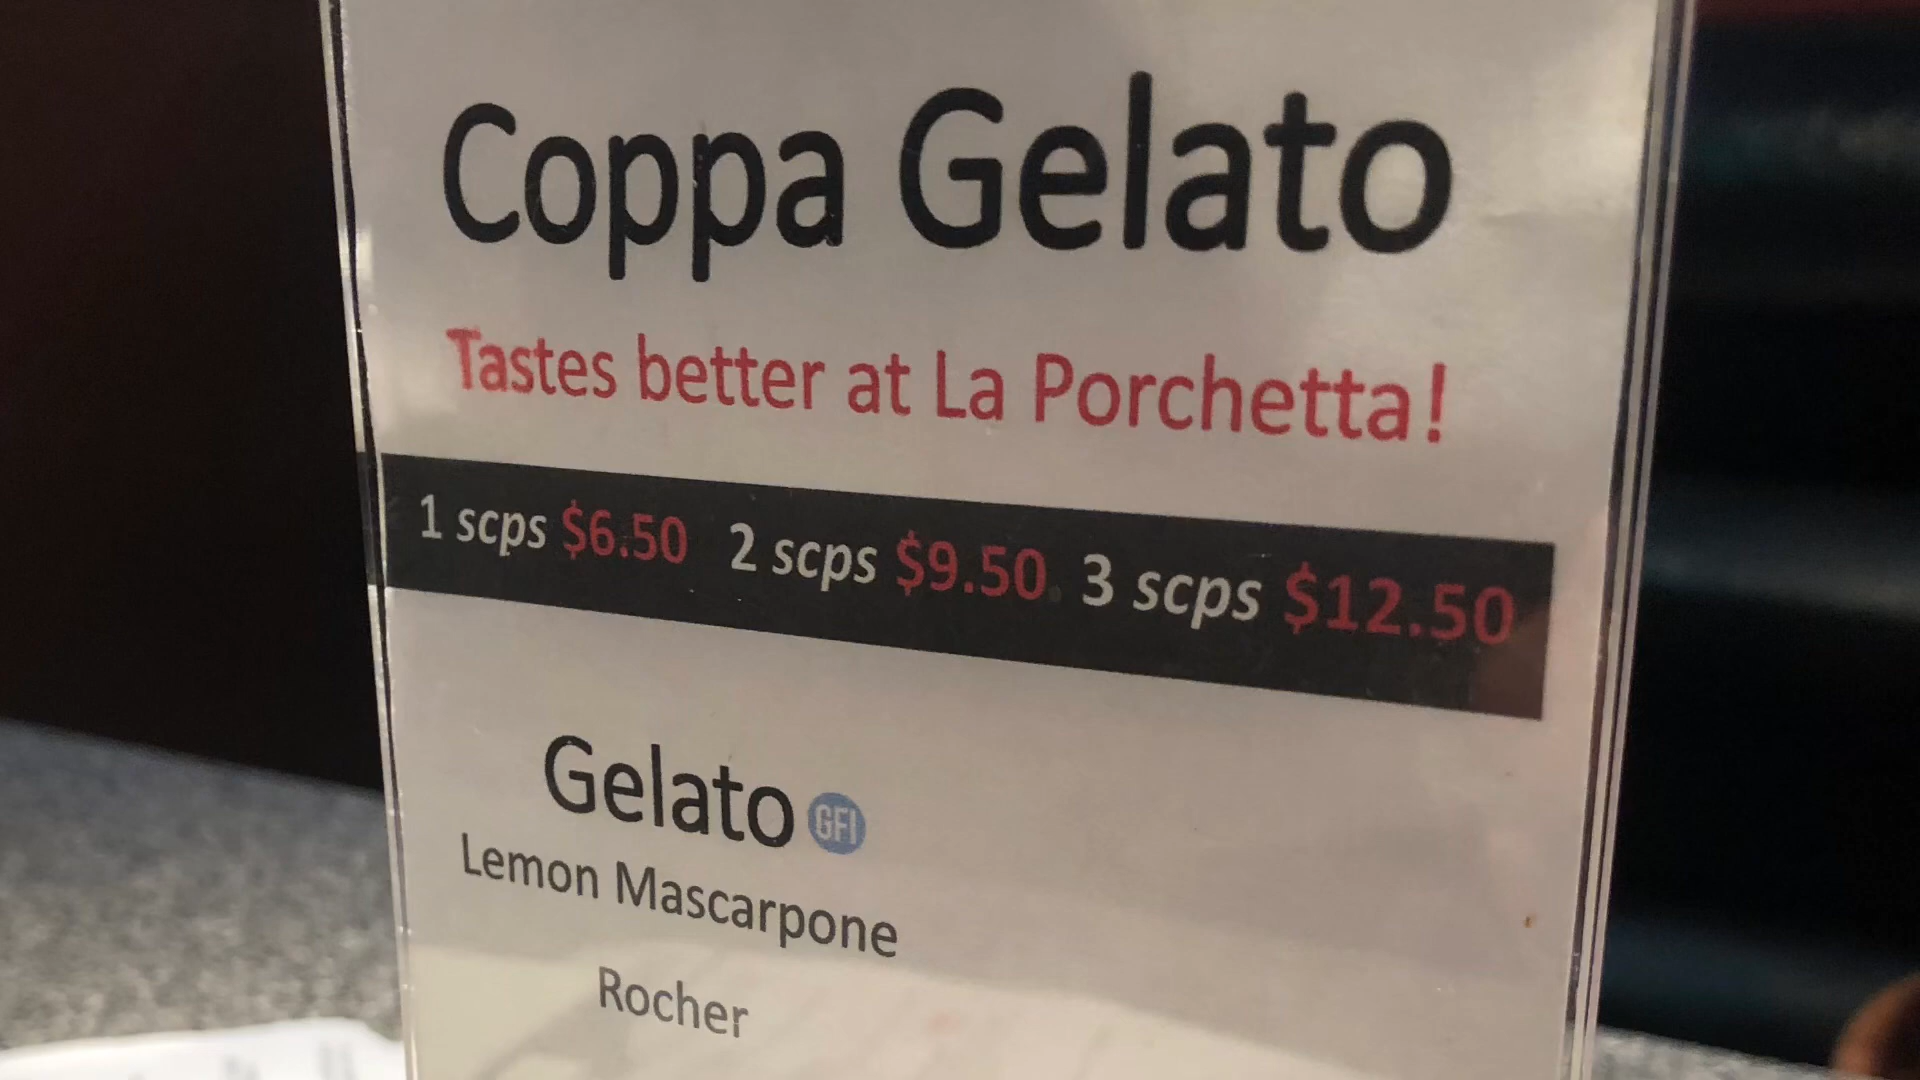 Coppa Gelato
Tastes better at La Porchetta!
1 scps $6.50 2 scps $9.50 3 scps $12.50
Gelato GFI
Lemon Mascarpone
Rocher